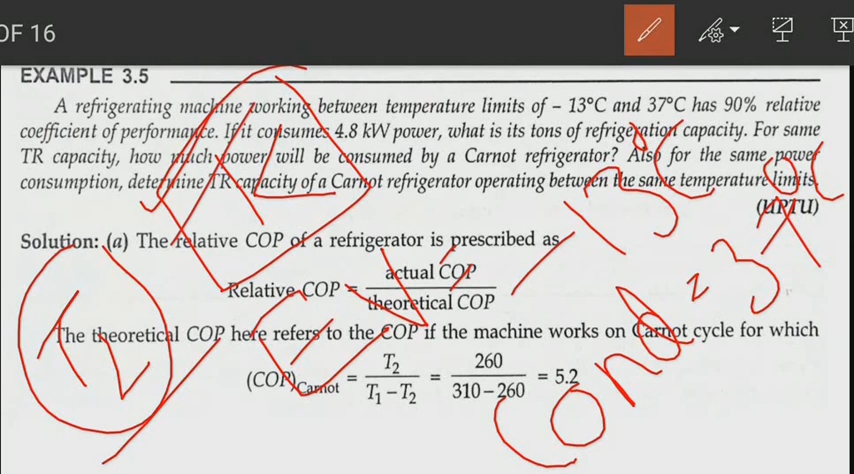 OF 16
EXAMPLE 3.5
A refrigerating machine working between temperature limits of – 13°C and 37°C has 90% relative
coefficient of performance. If it consumes 4.8 kW power, what is its tons of refrigeration capacity. For same
TR capacity, how much power will be consumed by a Carnot refrigerator? Also for the same power
consumption, determine TR capacity of a Carnot refrigerator operating between the same temperature limits.
(UPTU)
Solution: (a) The relative COP of a refrigerator is prescribed as
Relative COP = actual COP / theoretical COP
The theoretical COP here refers to the COP if the machine works on Carnot cycle for which
(COP)Carnot = T₂ / T₁ – T₂ = 260 / 310 – 260 = 5.2
T2
-13°C
Cond = 37°C